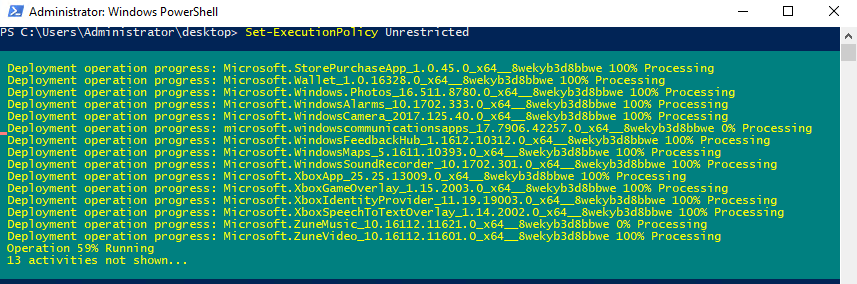 Administrator: Windows PowerShell
PS C:\Users\Administrator\desktop> Set-ExecutionPolicy Unrestricted
Deployment operation progress: Microsoft.StorePurchaseApp_1.0.45.0_x64__8wekyb3d8bbwe 100% Processing
Deployment operation progress: Microsoft.Wallet_1.0.16328.0_x64__8wekyb3d8bbwe 100% Processing
Deployment operation progress: Microsoft.Windows.Photos_16.511.8780.0_x64__8wekyb3d8bbwe 100% Processing
Deployment operation progress: Microsoft.WindowsAlarms_10.1702.333.0_x64__8wekyb3d8bbwe 100% Processing
Deployment operation progress: Microsoft.WindowsCamera_2017.125.40.0_x64__8wekyb3d8bbwe 100% Processing
Deployment operation progress: microsoft.windowscommunicationsapps_17.7906.42257.0_x64__8wekyb3d8bbwe 0% Processing
Deployment operation progress: Microsoft.WindowsFeedbackHub_1.1612.10312.0_x64__8wekyb3d8bbwe 100% Processing
Deployment operation progress: Microsoft.WindowsMaps_5.1611.10393.0_x64__8wekyb3d8bbwe 100% Processing
Deployment operation progress: Microsoft.WindowsSoundRecorder_10.1702.301.0_x64__8wekyb3d8bbwe 100% Processing
Deployment operation progress: Microsoft.XboxApp_25.25.13009.0_x64__8wekyb3d8bbwe 100% Processing
Deployment operation progress: Microsoft.XboxGameOverlay_1.15.2003.0_x64__8wekyb3d8bbwe 100% Processing
Deployment operation progress: Microsoft.XboxIdentityProvider_11.19.19003.0_x64__8wekyb3d8bbwe 100% Processing
Deployment operation progress: Microsoft.XboxSpeechToTextOverlay_1.14.2002.0_x64__8wekyb3d8bbwe 100% Processing
Deployment operation progress: Microsoft.ZuneMusic_10.16112.11621.0_x64__8wekyb3d8bbwe 0% Processing
Deployment operation progress: Microsoft.ZuneVideo_10.16112.11601.0_x64__8wekyb3d8bbwe 100% Processing
Operation 59% Running
13 activities not shown...